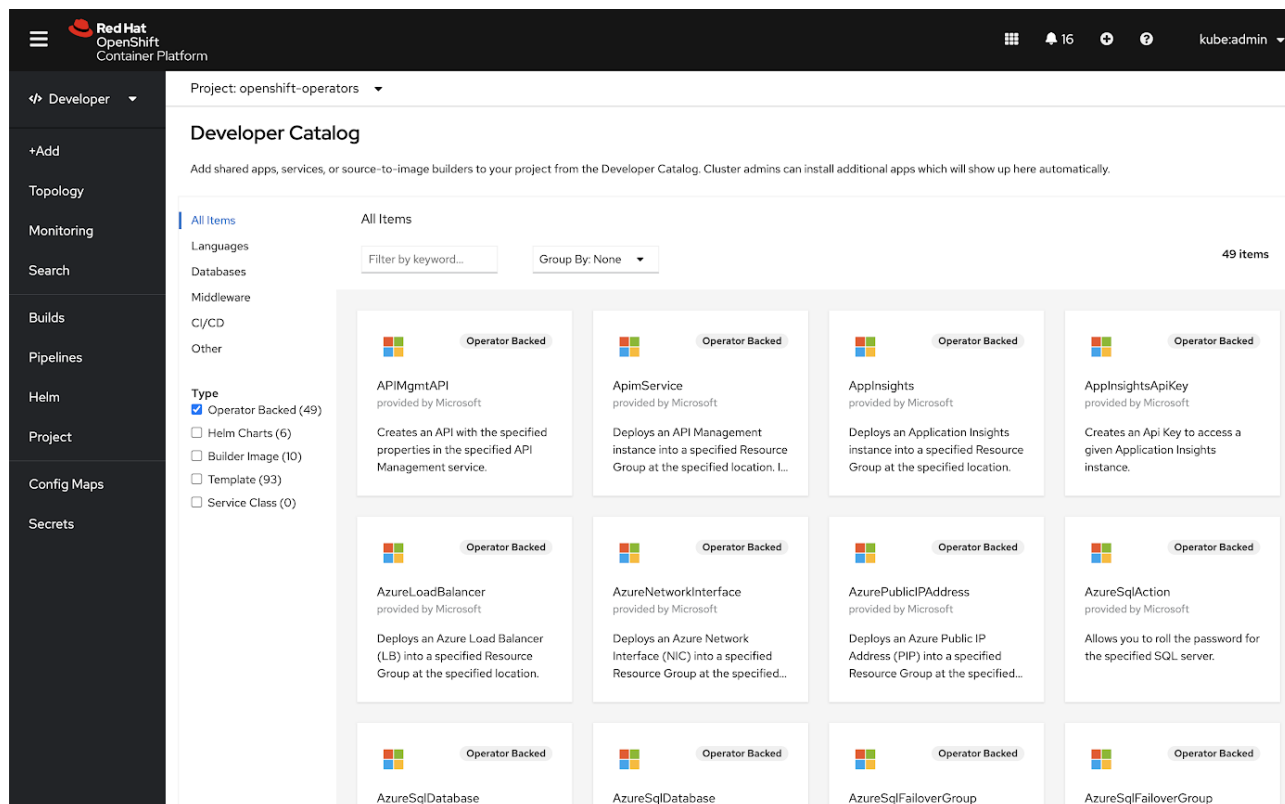 Red Hat
OpenShift
Container Platform
16
kube:admin
Developer
Project: openshift-operators
+Add
Topology
Monitoring
Search
Builds
Pipelines
Helm
Project
Config Maps
Secrets
Developer Catalog
Add shared apps, services, or source-to-image builders to your project from the Developer Catalog. Cluster admins can install additional apps which will show up here automatically.
All Items
Languages
Databases
Middleware
CI/CD
Other
Type
Operator Backed (49)
Helm Charts (6)
Builder Image (10)
Template (93)
Service Class (0)
All Items
Filter by keyword...
Group By: None
49 items
Operator Backed
APIMgmtAPI
provided by Microsoft
Creates an API with the specified
properties in the specified API
Management service.
Operator Backed
ApimService
provided by Microsoft
Deploys an API Management
instance into a specified Resource
Group at the specified location. I...
Operator Backed
AppInsights
provided by Microsoft
Deploys an Application Insights
instance into a specified Resource
Group at the specified location.
Operator Backed
AppInsightsApiKey
provided by Microsoft
Creates an Api Key to access a
given Application Insights
instance.
Operator Backed
AzureLoadBalancer
provided by Microsoft
Deploys an Azure Load Balancer
(LB) into a specified Resource
Group at the specified location.
Operator Backed
AzureNetworkInterface
provided by Microsoft
Deploys an Azure Network
Interface (NIC) into a specified
Resource Group at the specified...
Operator Backed
AzurePublicIPAddress
provided by Microsoft
Deploys an Azure Public IP
Address (PIP) into a specified
Resource Group at the specified...
Operator Backed
AzureSqlAction
provided by Microsoft
Allows you to roll the password for
the specified SQL server.
Operator Backed
AzureSqlDatabase
Operator Backed
AzureSqlDatabase
Operator Backed
AzureSqlFailoverGroup
Operator Backed
AzureSqlFailoverGroup